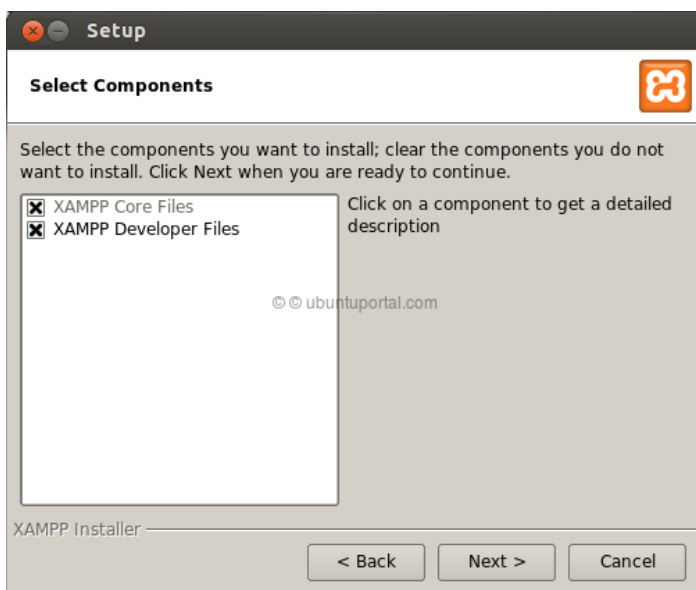 Setup
Select Components
Select the components you want to install; clear the components you do not
want to install. Click Next when you are ready to continue.
XAMPP Core Files
XAMPP Developer Files
Click on a component to get a detailed
description
© © ubuntuportal.com
XAMPP Installer
< Back
Next >
Cancel